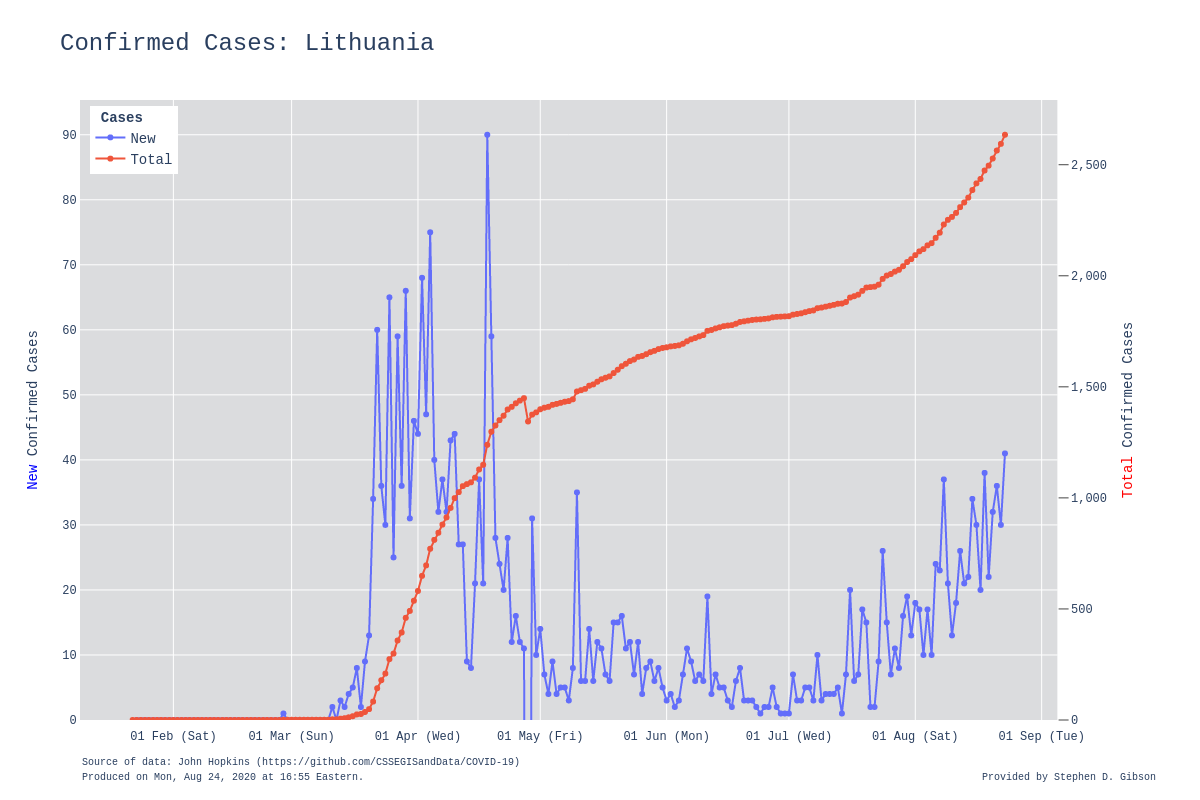 Confirmed Cases: Lithuania
Cases
New
Total
90
80
70
60
50
40
30
20
10
0
2,500
2,000
1,500
1,000
500
0
New Confirmed Cases
Total Confirmed Cases
01 Feb (Sat) 01 Mar (Sun) 01 Apr (Wed) 01 May (Fri) 01 Jun (Mon) 01 Jul (Wed) 01 Aug (Sat) 01 Sep (Tue)
Source of data: John Hopkins (https://github.com/CSSEGISandData/COVID-19)
Produced on Mon, Aug 24, 2020 at 16:55 Eastern.
Provided by Stephen D. Gibson